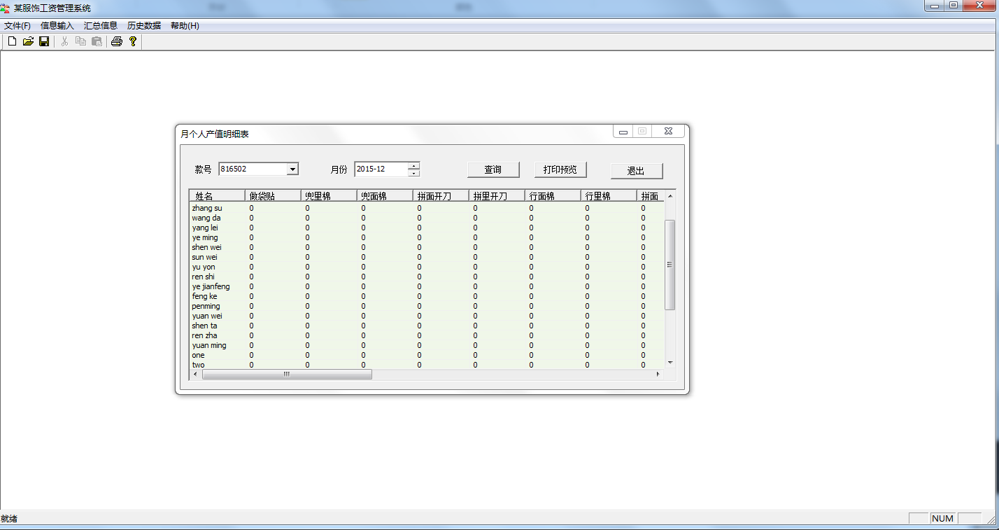 某服饰工资管理系统
文件(F) 信息输入 汇总信息 历史数据 帮助(H)
月个人产值明细表
款号 816502 月份 2015-12 查询 打印预览 退出
姓名 做袋贴 兜里棉 兜面棉 拼面开刀 拼里开刀 行面棉 行里棉 拼面
zhang su 0 0 0 0 0 0 0 0
wang da 0 0 0 0 0 0 0 0
yang lei 0 0 0 0 0 0 0 0
ye ming 0 0 0 0 0 0 0 0
shen wei 0 0 0 0 0 0 0 0
sun wei 0 0 0 0 0 0 0 0
yu yon 0 0 0 0 0 0 0 0
ren shi 0 0 0 0 0 0 0 0
ye jianfeng 0 0 0 0 0 0 0 0
feng ke 0 0 0 0 0 0 0 0
penming 0 0 0 0 0 0 0 0
yuan wei 0 0 0 0 0 0 0 0
shen ta 0 0 0 0 0 0 0 0
ren zha 0 0 0 0 0 0 0 0
yuan ming 0 0 0 0 0 0 0 0
one 0 0 0 0 0 0 0 0
two 0 0 0 0 0 0 0 0
就绪 NUM